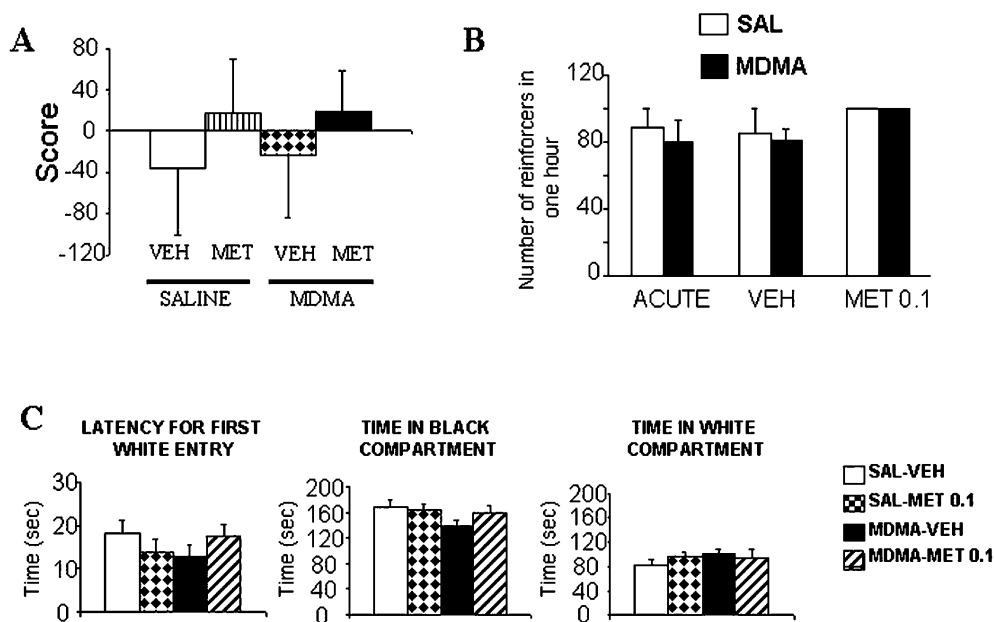 A
80
40
0
-40
-80
-120
Score
VEH MET VEH MET
SALINE MDMA
B
SAL
MDMA
120
80
40
0
Number of reinforcers in
one hour
ACUTE VEH MET 0.1
C
LATENCY FOR FIRST
WHITE ENTRY
30
20
10
0
Time (sec)
TIME IN BLACK
COMPARTMENT
200
160
120
80
40
0
Time (sec)
TIME IN WHITE
COMPARTMENT
200
160
120
80
40
0
Time (sec)
SAL-VEH
SAL-MET 0.1
MDMA-VEH
MDMA-MET 0.1